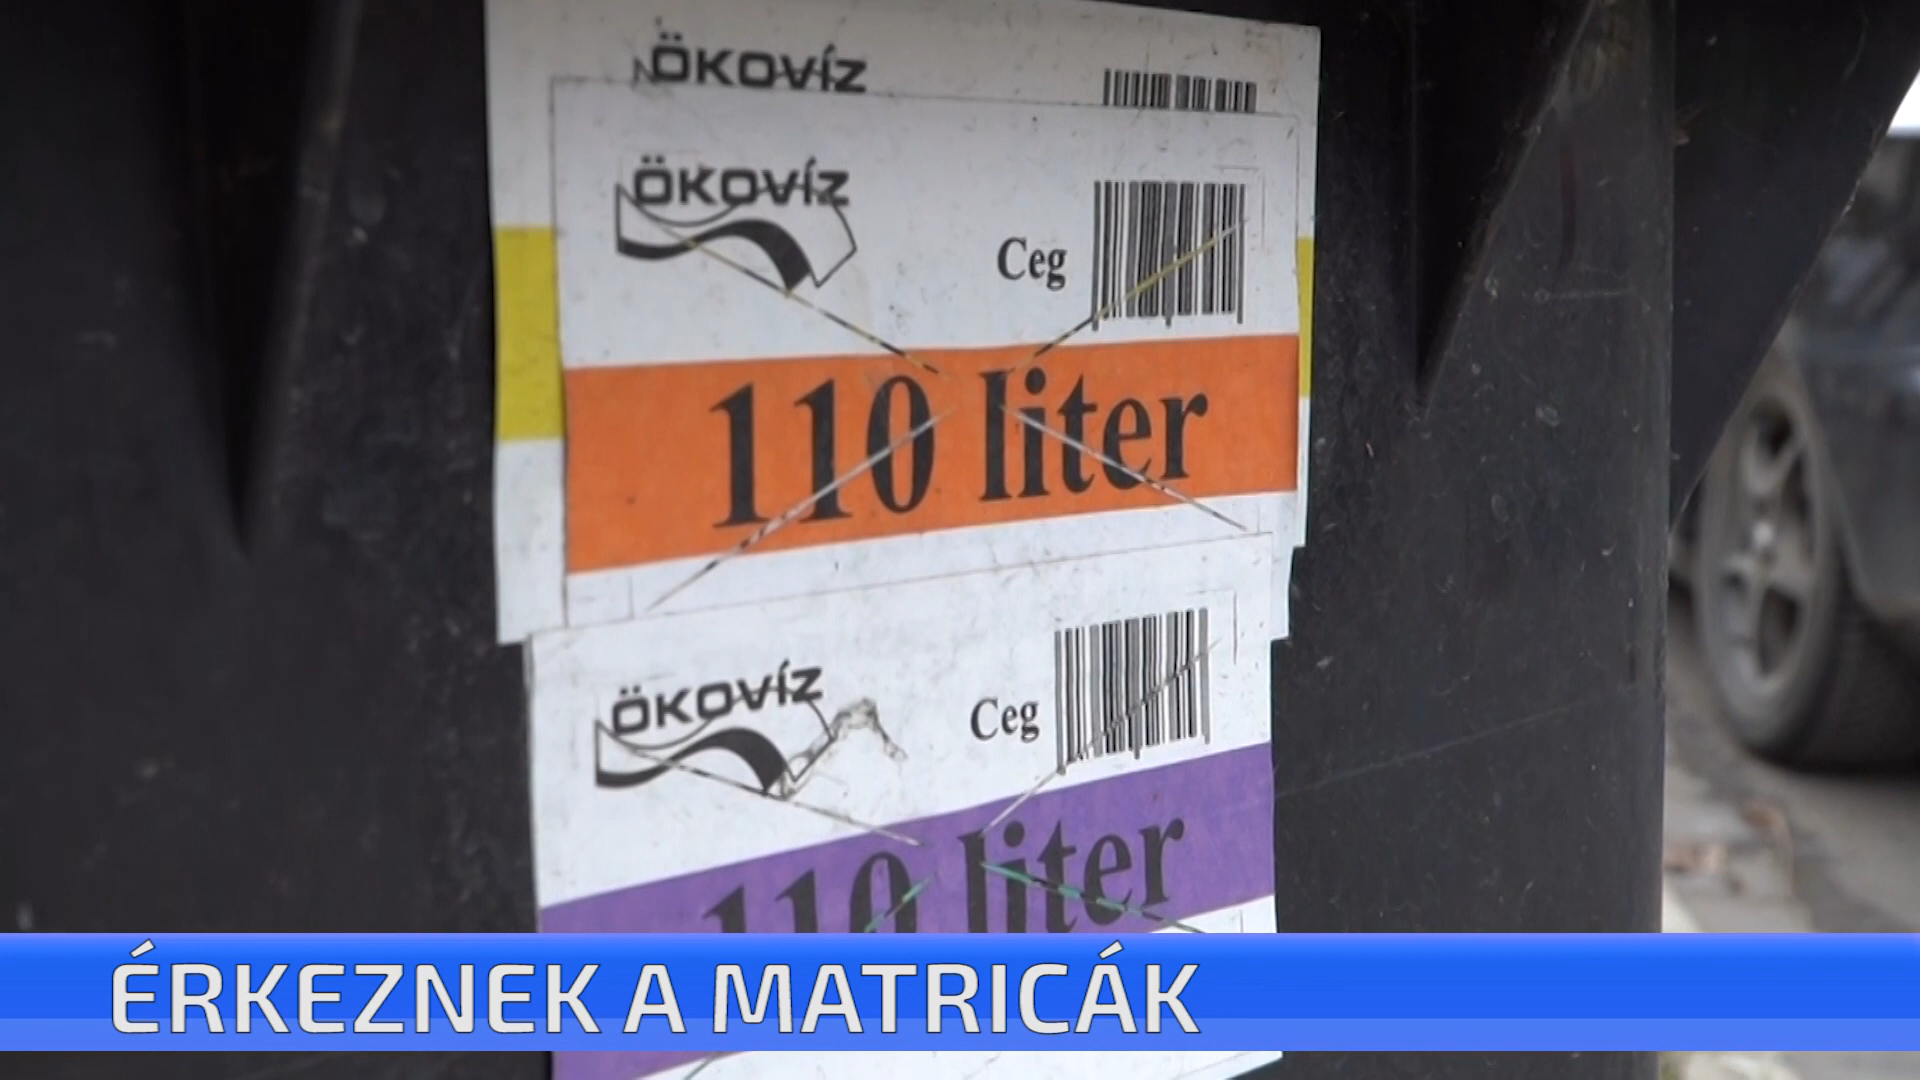 ÖKOVÍZ
ÖKOVÍZ
Ceg
110 liter
ÖKOVÍZ
Ceg
110 liter
ÉRKEZNEK A MATRICÁK